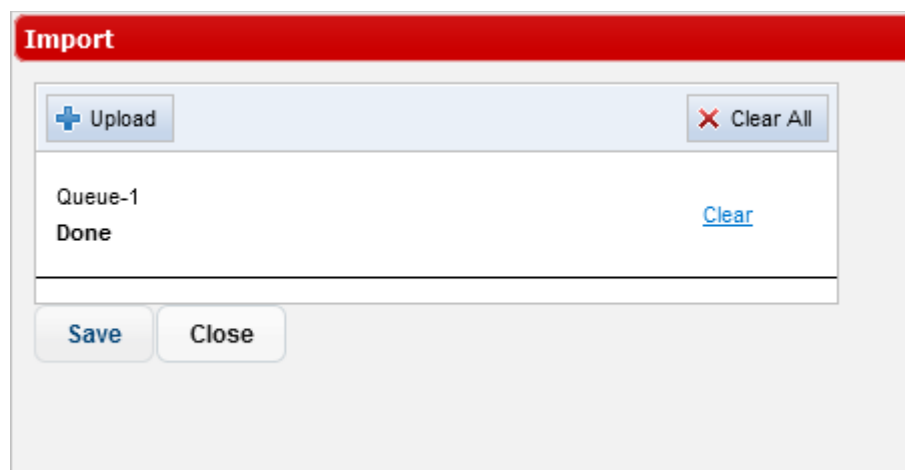 Import
Upload
Clear All
Queue-1
Clear
Done
Save
Close